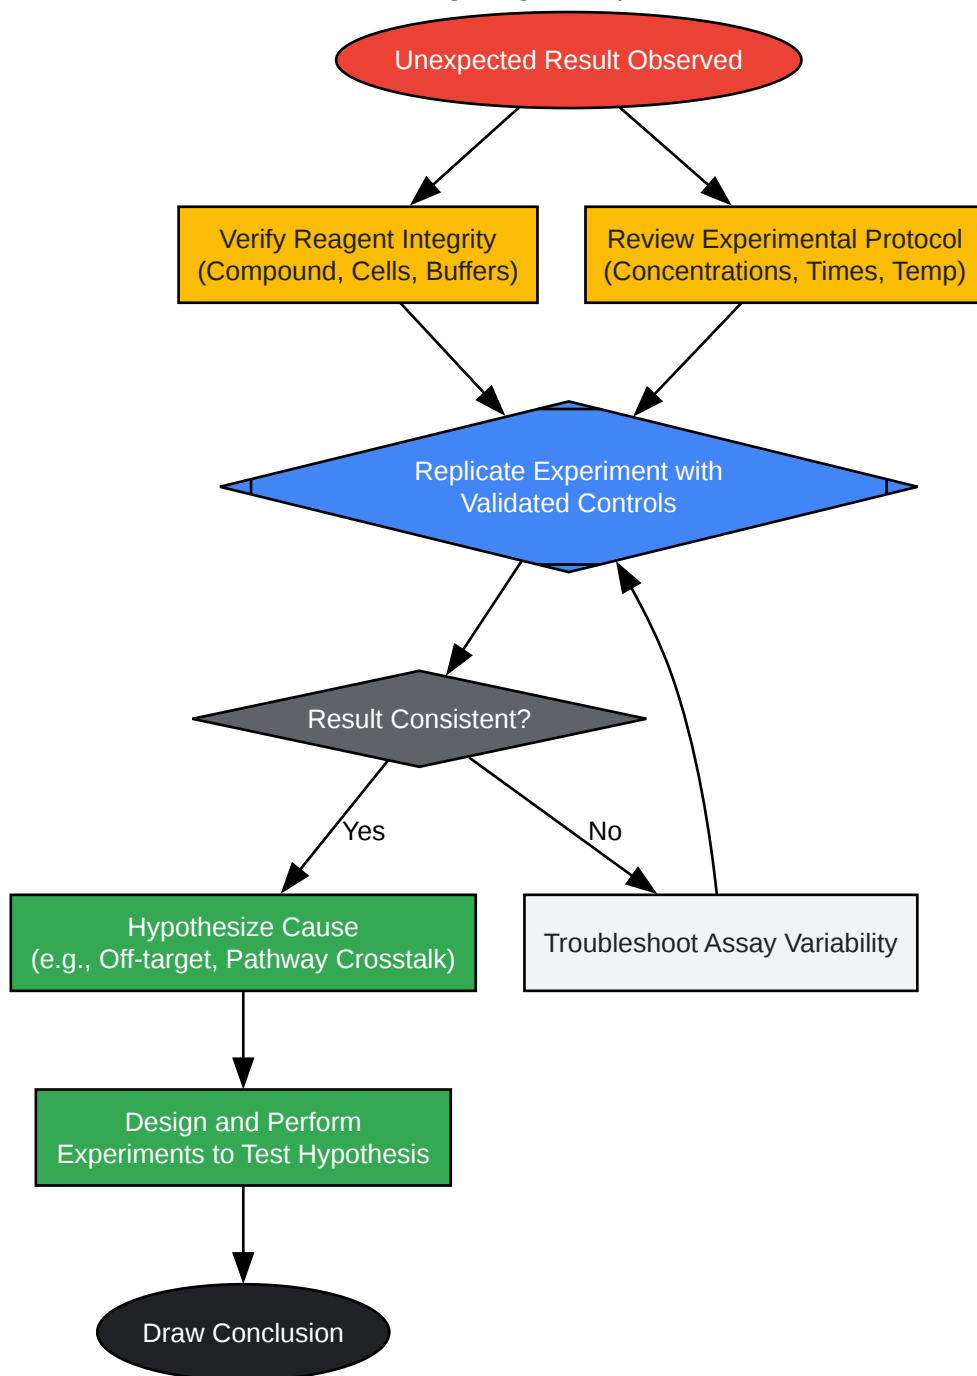 Unexpected Result Observed
Verify Reagent Integrity
(Compound, Cells, Buffers)
Review Experimental Protocol
(Concentrations, Times, Temp)
Replicate Experiment with
Validated Controls
Result Consistent?
Yes
No
Hypothesize Cause
(e.g., Off-target, Pathway Crosstalk)
Troubleshoot Assay Variability
Design and Perform
Experiments to Test Hypothesis
Draw Conclusion